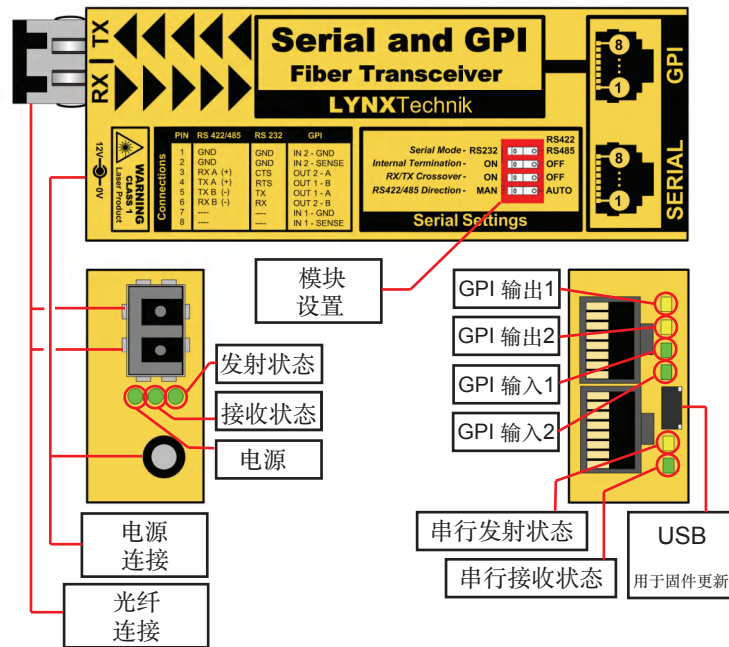 TX
RX
Serial and GPI
Fiber Transceiver
LYNXTechnik
8
1
GPI
8
1
SERIAL
12V
0V
WARNING
CLASS 1
Laser Product
Connections
PIN RS 422/485 RS 232 GPI
1 GND GND IN 2 - GND
2 GND GND IN 2 - SENSE
3 RX A (+) CTS OUT 2 - A
4 TX A (+) RTS OUT 1 - B
5 TX B (-) TX OUT 1 - A
6 RX B (-) RX OUT 2 - B
7 ---- ---- IN 1 - GND
8 ---- ---- IN 1 - SENSE
RS422
Serial Mode - RS232 RS485
Internal Termination - ON OFF
RX/TX Crossover - ON OFF
RS422/485 Direction - MAN AUTO
Serial Settings
模块
设置
发射状态
接收状态
电源
电源
连接
光纤
连接
GPI 输出1
GPI 输出2
GPI 输入1
GPI 输入2
串行发射状态
串行接收状态
USB
用于固件更新